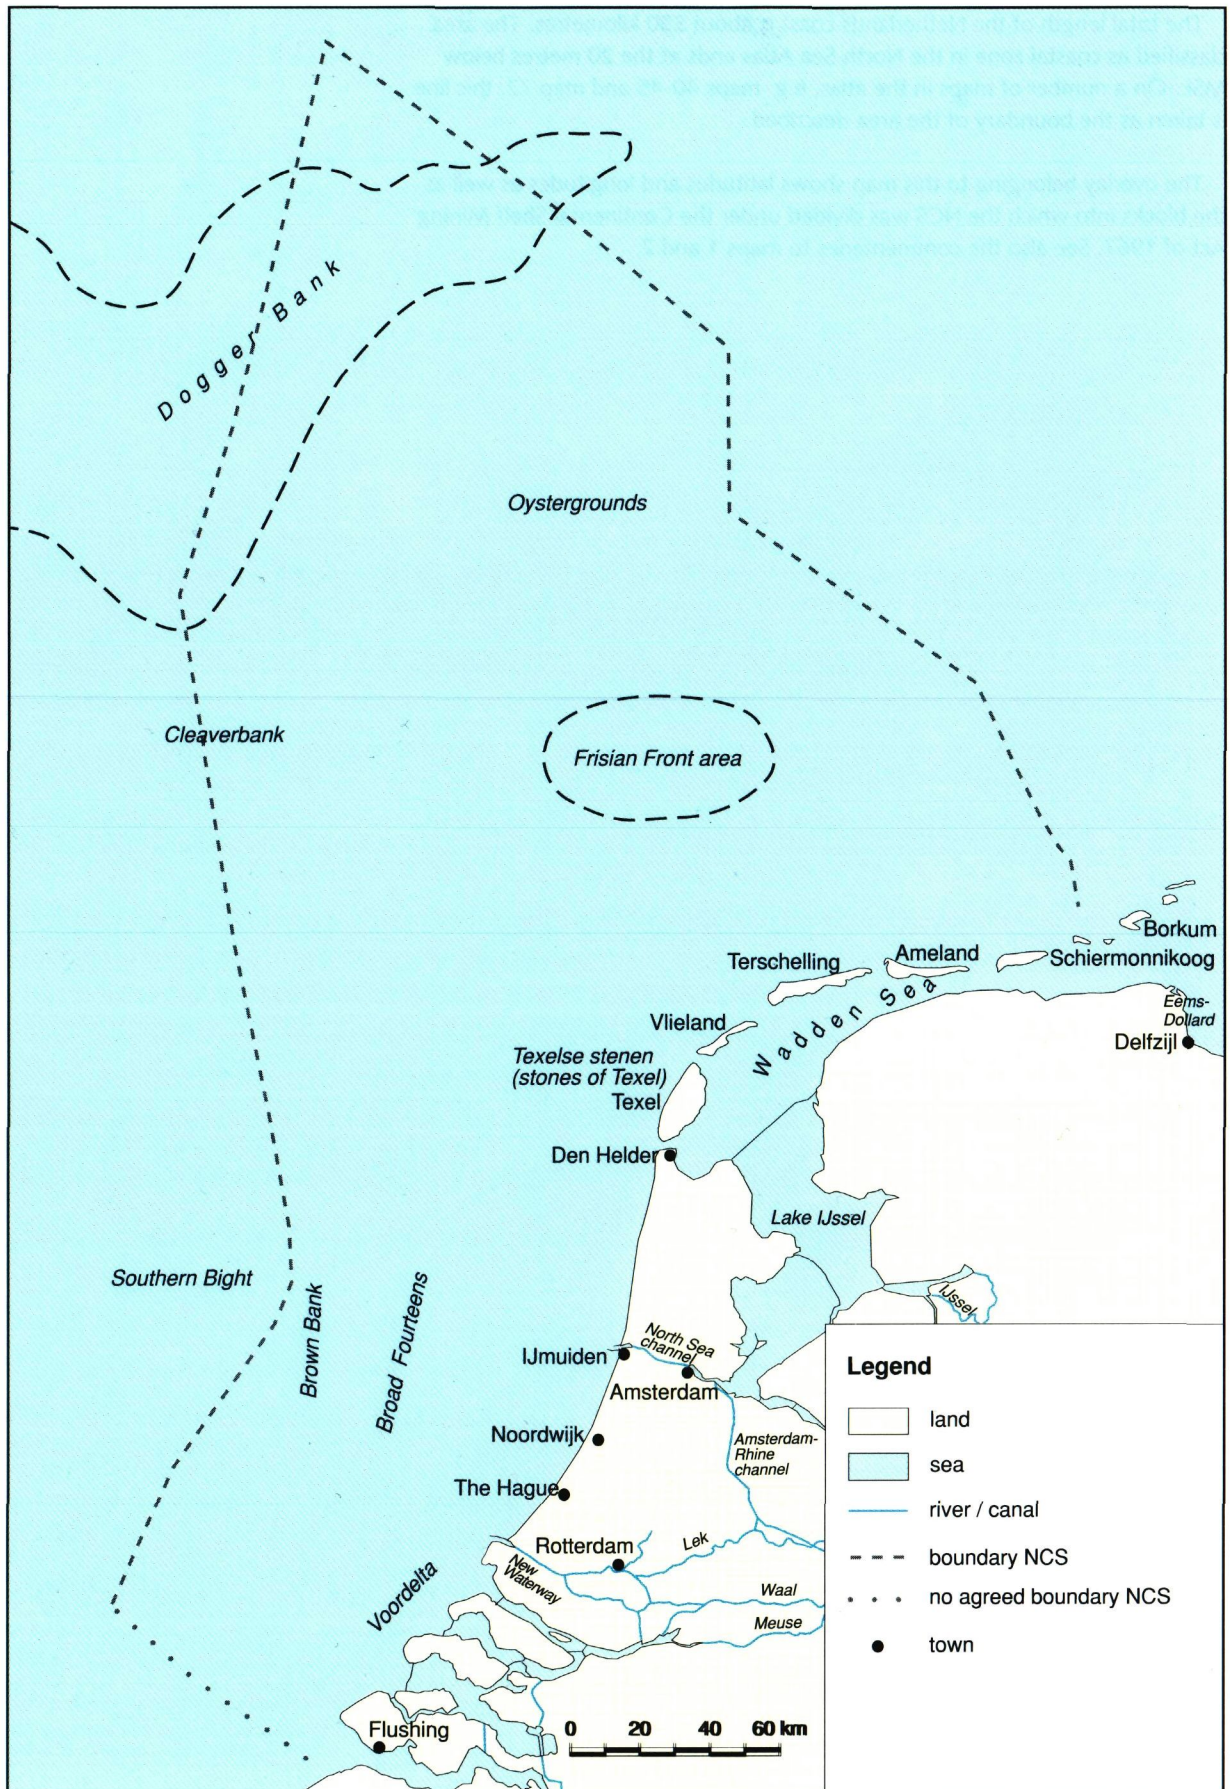 Dogger Bank
Oystergrounds
Cleaverbank
Frisian Front area
Borkum
Ameland
Terschelling
Schiermonnikoog
Wadden Sea
Eems-
Dollard
Vlieland
Delfzijl
Texelse stenen
(stones of Texel)
Texel
Den Helder
Lake IJssel
Southern Bight
Brown Bank
Broad Fourteens
IJssel
North Sea
channel
IJmuiden
Amsterdam
Noordwijk
Amsterdam-
Rhine
channel
The Hague
Rotterdam
Lek
New
Waterway
Voordelta
Waal
Meuse
Flushing
0 20 40 60 km
Legend
land
sea
river / canal
boundary NCS
no agreed boundary NCS
town